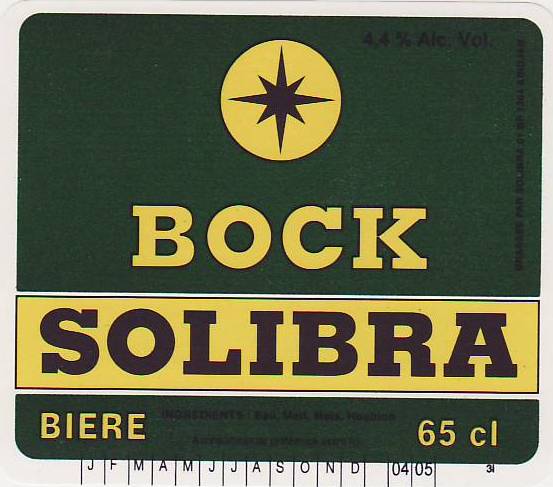 4,4 % Alc. Vol.
BOCK
SOLIBRA
INGREDIENTS : Eau, Malt, Maïs, Houblon
BIERE
65 cl
J F M A M J J A S O N D 04 05